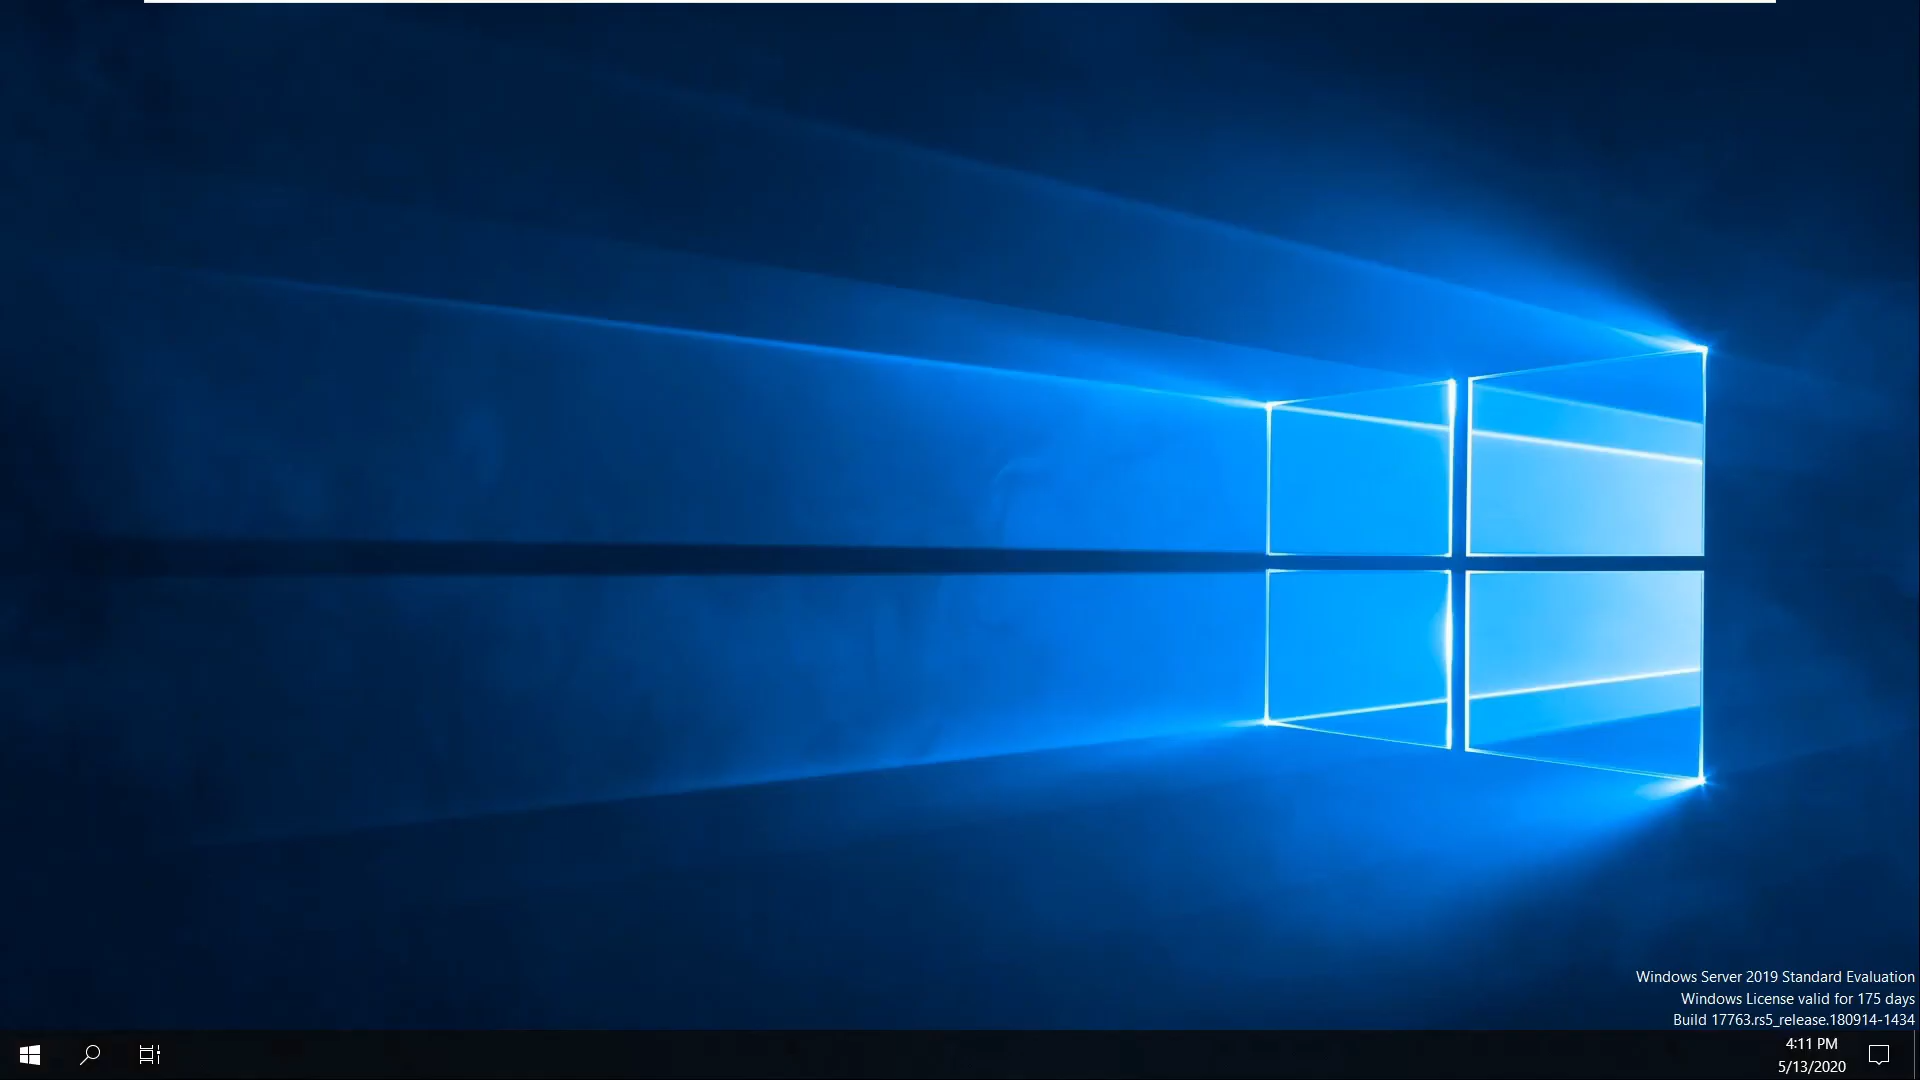 Windows Server 2019 Standard Evaluation
Windows License valid for 175 days
Build 17763.rs5_release.180914-1434
4:11 PM
5/13/2020